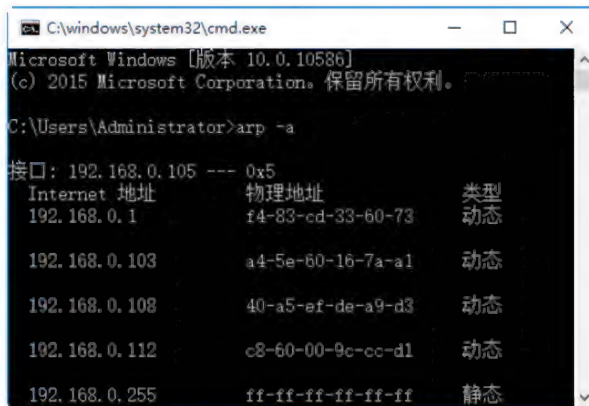 C:\windows\system32\cmd.exe
Microsoft Windows [版本 10.0.10586]
(c) 2015 Microsoft Corporation。保留所有权利。
C:\Users\Administrator>arp -a
接口: 192.168.0.105 --- 0x5
Internet 地址 物理地址 类型
192.168.0.1 f4-83-cd-33-60-73 动态
192.168.0.103 a4-5e-60-16-7a-a1 动态
192.168.0.108 40-a5-ef-de-a9-d3 动态
192.168.0.112 c8-60-00-9c-cc-d1 动态
192.168.0.255 ff-ff-ff-ff-ff-ff 静态